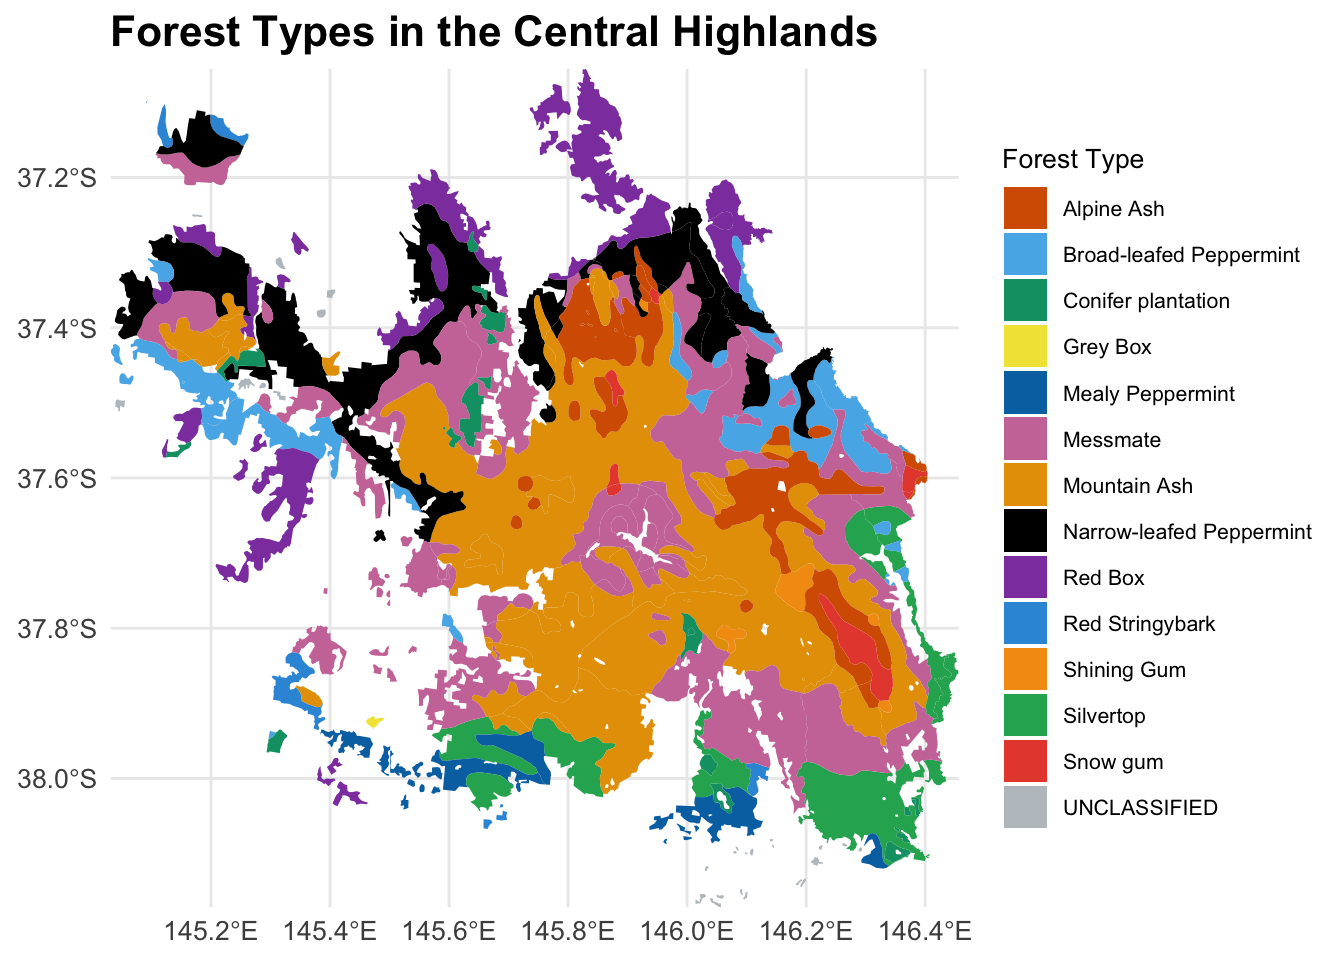 Forest Types in the Central Highlands
37.2°S
37.4°S
37.6°S
37.8°S
38.0°S
145.2°E
145.4°E
145.6°E
145.8°E
146.0°E
146.2°E
146.4°E
Forest Type
Alpine Ash
Broad-leafed Peppermint
Conifer plantation
Grey Box
Mealy Peppermint
Messmate
Mountain Ash
Narrow-leafed Peppermint
Red Box
Red Stringybark
Shining Gum
Silvertop
Snow gum
UNCLASSIFIED